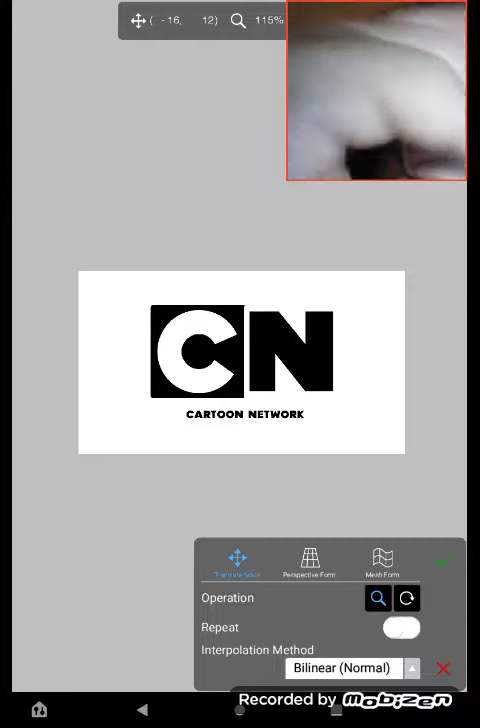 ( -16, 12) 115%
CN
CARTOON NETWORK
Translate Scale Perspective Form Mesh Form
Operation
Repeat
Interpolation Method
Bilinear (Normal)
Recorded by Mobizen